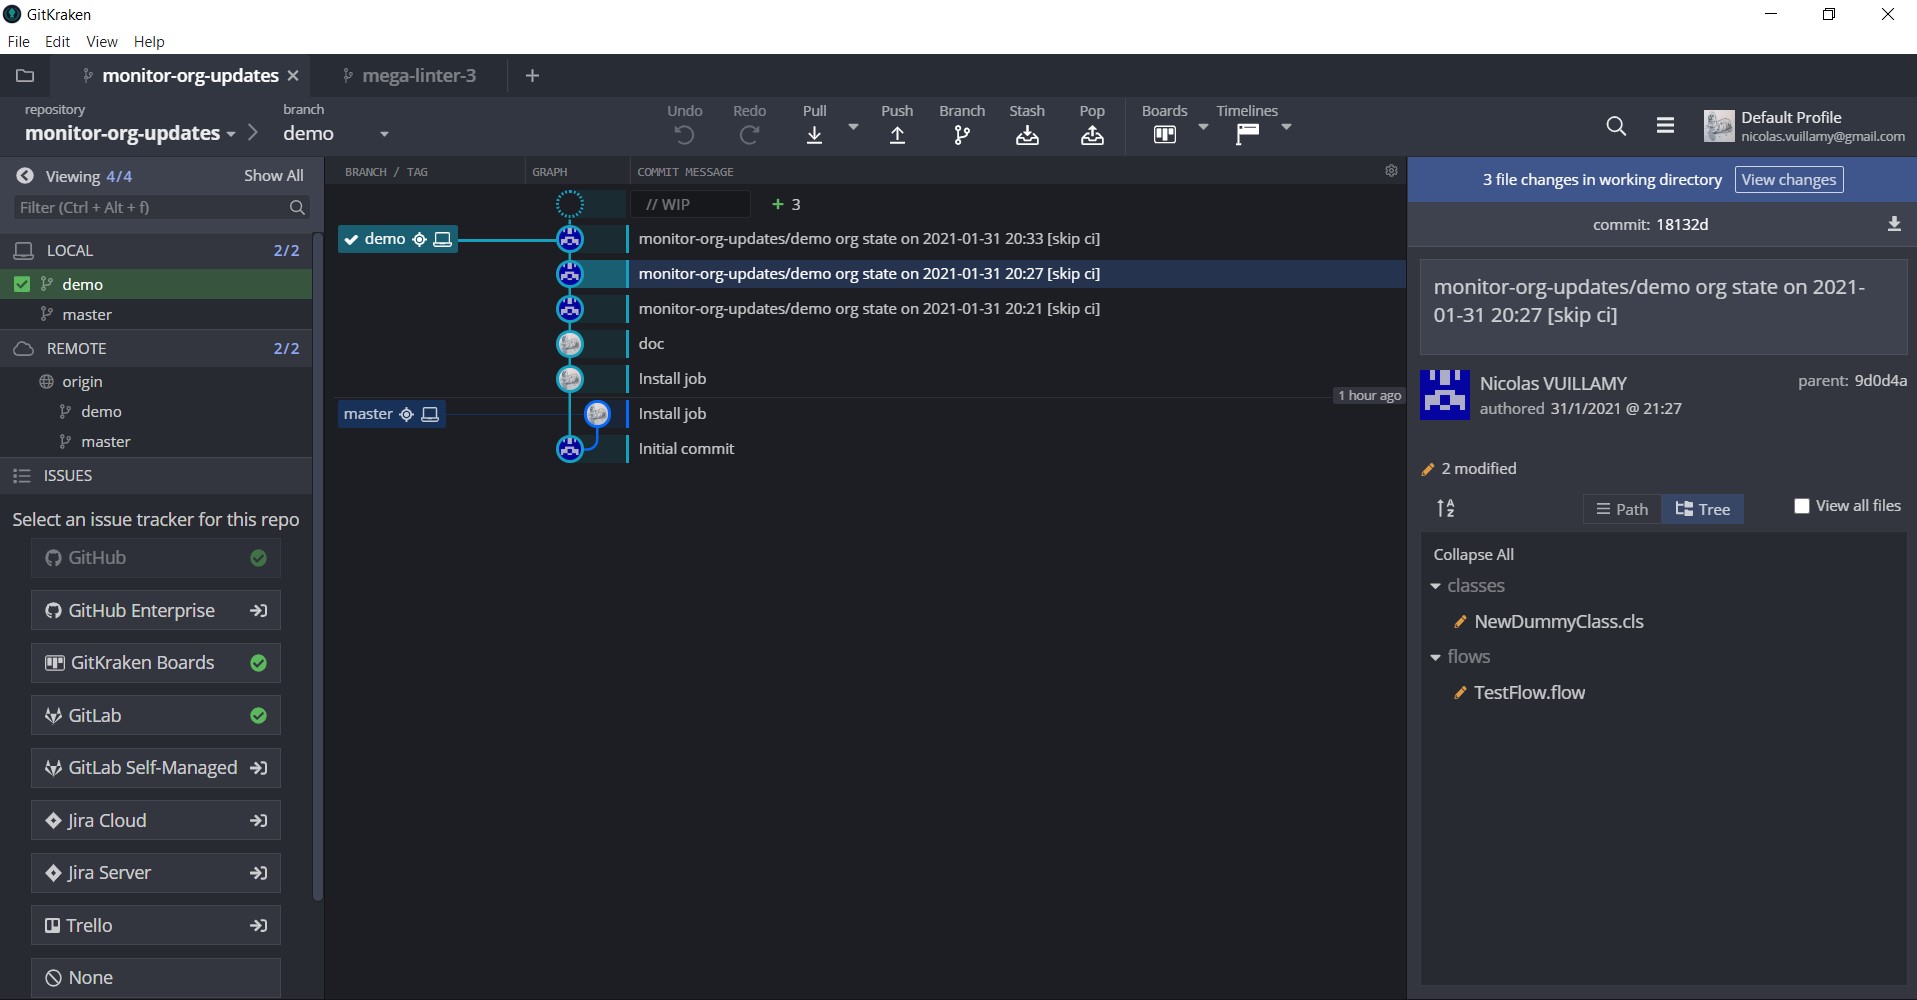 GitKraken
File Edit View Help
monitor-org-updates
mega-linter-3
repository
monitor-org-updates
branch
demo
Undo
Redo
Pull
Push
Branch
Stash
Pop
Boards
Timelines
Default Profile
nicolas.vuillamy@gmail.com
Viewing 4/4
Show All
Filter (Ctrl + Alt + f)
LOCAL 2/2
demo
master
REMOTE 2/2
origin
demo
master
ISSUES
Select an issue tracker for this repo
GitHub
GitHub Enterprise
GitKraken Boards
GitLab
GitLab Self-Managed
Jira Cloud
Jira Server
Trello
None
BRANCH / TAG
GRAPH
COMMIT MESSAGE
// WIP
+ 3
demo
monitor-org-updates/demo org state on 2021-01-31 20:33 [skip ci]
monitor-org-updates/demo org state on 2021-01-31 20:27 [skip ci]
monitor-org-updates/demo org state on 2021-01-31 20:21 [skip ci]
doc
Install job
1 hour ago
master
Install job
Initial commit
3 file changes in working directory
View changes
commit: 18132d
monitor-org-updates/demo org state on 2021-
01-31 20:27 [skip ci]
Nicolas VUILLAMY
authored 31/1/2021 @ 21:27
parent: 9d0d4a
2 modified
A
Z
Path
Tree
View all files
Collapse All
classes
NewDummyClass.cls
flows
TestFlow.flow